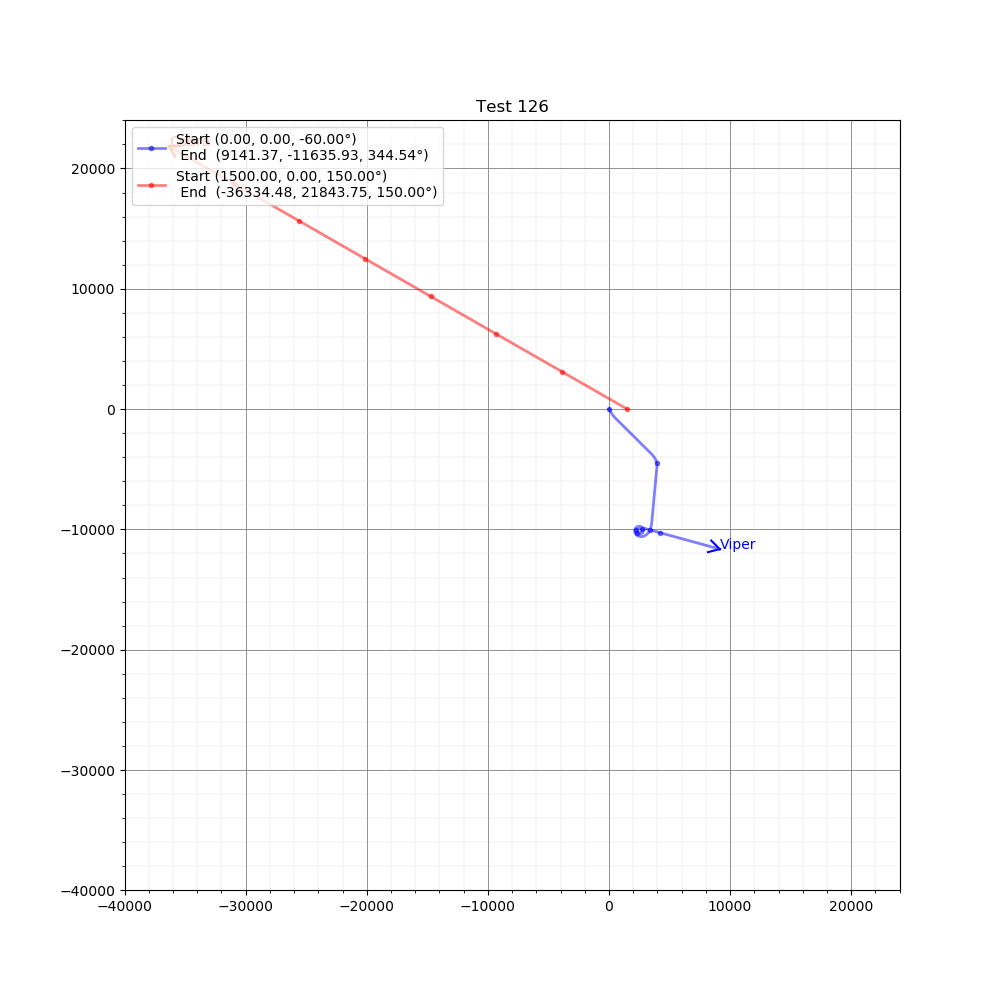 Test 126
Start (0.00, 0.00, -60.00°)
End (9141.37, -11635.93, 344.54°)
Start (1500.00, 0.00, 150.00°)
End (-36334.48, 21843.75, 150.00°)
20000
10000
0
−10000
Viper
−20000
−30000
−40000
−40000 −30000 −20000 −10000 0 10000 20000